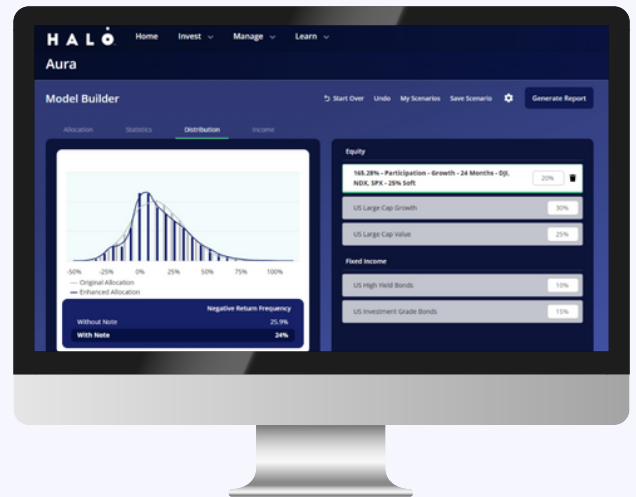 HALO
Home
Invest
Manage
Learn
Aura
Model Builder
Start Over
Undo
My Scenarios
Save Scenario
Generate Report
Allocation
Statistics
Distribution
Income
-50%
-25%
0%
25%
50%
75%
100%
Original Allocation
Enhanced Allocation
Negative Return Frequency
Without Note
25.9%
With Note
24%
Equity
165.28% - Participation - Growth - 24 Months - DJI,
NDX, SPX - 25% Soft
20%
US Large Cap Growth
30%
US Large Cap Value
25%
Fixed Income
US High Yield Bonds
10%
US Investment Grade Bonds
15%